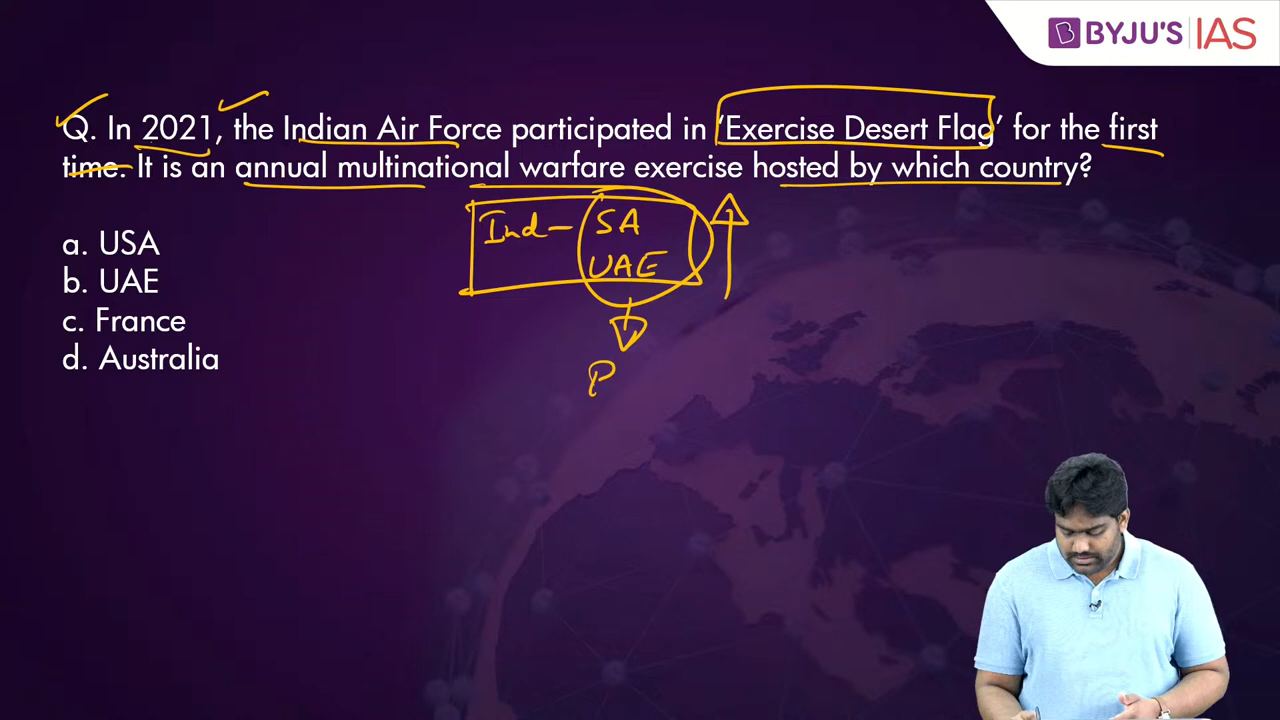 BYJU'S IAS
Q. In 2021, the Indian Air Force participated in 'Exercise Desert Flag' for the first
time. It is an annual multinational warfare exercise hosted by which country?
Ind - SA
UAE
P
a. USA
b. UAE
c. France
d. Australia